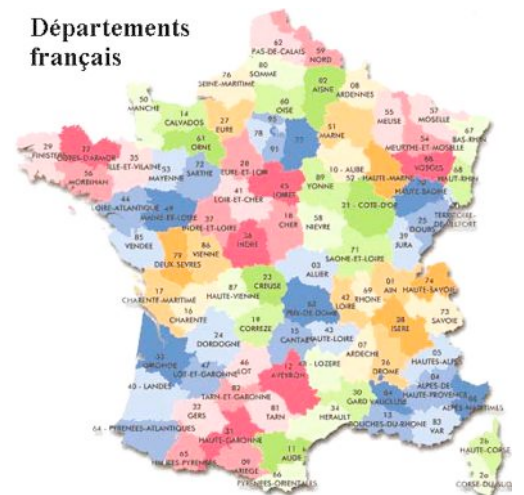 Départements
français
62
PAS-DE-CALAIS
59
NORD
80
SOMME
76
SEINE-MARITIME
02
AISNE
08
ARDENNES
60
OISE
50
MANCHE
14
CALVADOS
27
EURE
78
91
77
51
MARNE
55
MEUSE
57
MOSELLE
54
MEURTHE-ET-MOSELLE
67
BAS-RHIN
61
ORNE
29
FINISTERE
22
COTES-D'ARMOR
56
MORBIHAN
35
ILLE-ET-VILAINE
53
MAYENNE
72
SARTHE
28
EURE-ET-LOIR
10 - AUBE
52 - HAUTE-MARNE
88
VOSGES
68
HAUT-RHIN
41
LOIR-ET-CHER
45
LOIRET
89
YONNE
21 - COTE-D'OR
70
HAUTE-SAONE
TERRITOIRE
DE-BELFORT
44
LOIRE-ATLANTIQUE
49
MAINE-ET-LOIRE
37
INDRE-ET-LOIRE
18
CHER
58
NIEVRE
25
DOUBS
39
JURA
85
VENDEE
79
DEUX-SEVRES
86
VIENNE
36
INDRE
71
SAONE-ET-LOIRE
03
ALLIER
17
CHARENTE-MARITIME
16
CHARENTE
87
HAUTE-VIENNE
23
CREUSE
63
PUY-DE-DOME
42
LOIRE
69
RHONE
01
AIN
74
HAUTE-SAVOIE
73
SAVOIE
19
CORREZE
24
DORDOGNE
15
CANTAL
43
HAUTE-LOIRE
38
ISERE
07
ARDECHE
26
DROME
05
HAUTES-ALPES
33
GIRONDE
47
LOT-ET-GARONNE
46
LOT
12
AVEYRON
48 - LOZERE
04
ALPES-DE
HAUTE-PROVENCE
06
ALPES-MARITIMES
40 - LANDES
82
TARN-ET-GARONNE
81
TARN
30
GARD
84
VAUCLUSE
13
BOUCHES-DU-RHONE
83
VAR
32
GERS
31
HAUTE-GARONNE
34
HERAULT
64 - PYRENEES-ATLANTIQUES
65
HAUTES-PYRENEES
09
ARIEGE
11
AUDE
66
PYRENEES-ORIENTALES
2b
HAUTE-CORSE
2a
CORSE-DU-SUD